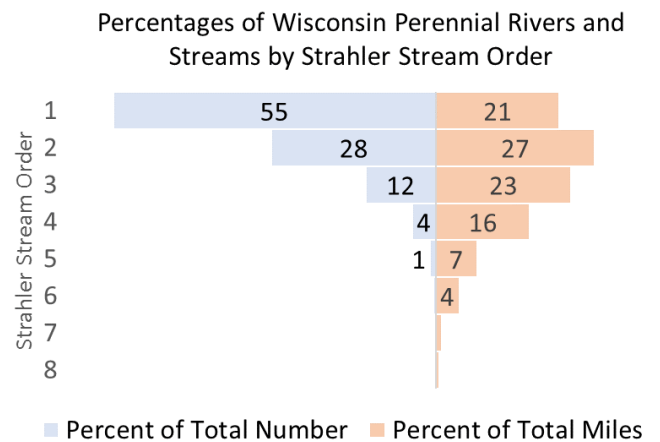 Percentages of Wisconsin Perennial Rivers and
Streams by Strahler Stream Order
Strahler Stream Order
1 55 21
2 28 27
3 12 23
4 4 16
5 1 7
6 4
7
8
Percent of Total Number Percent of Total Miles